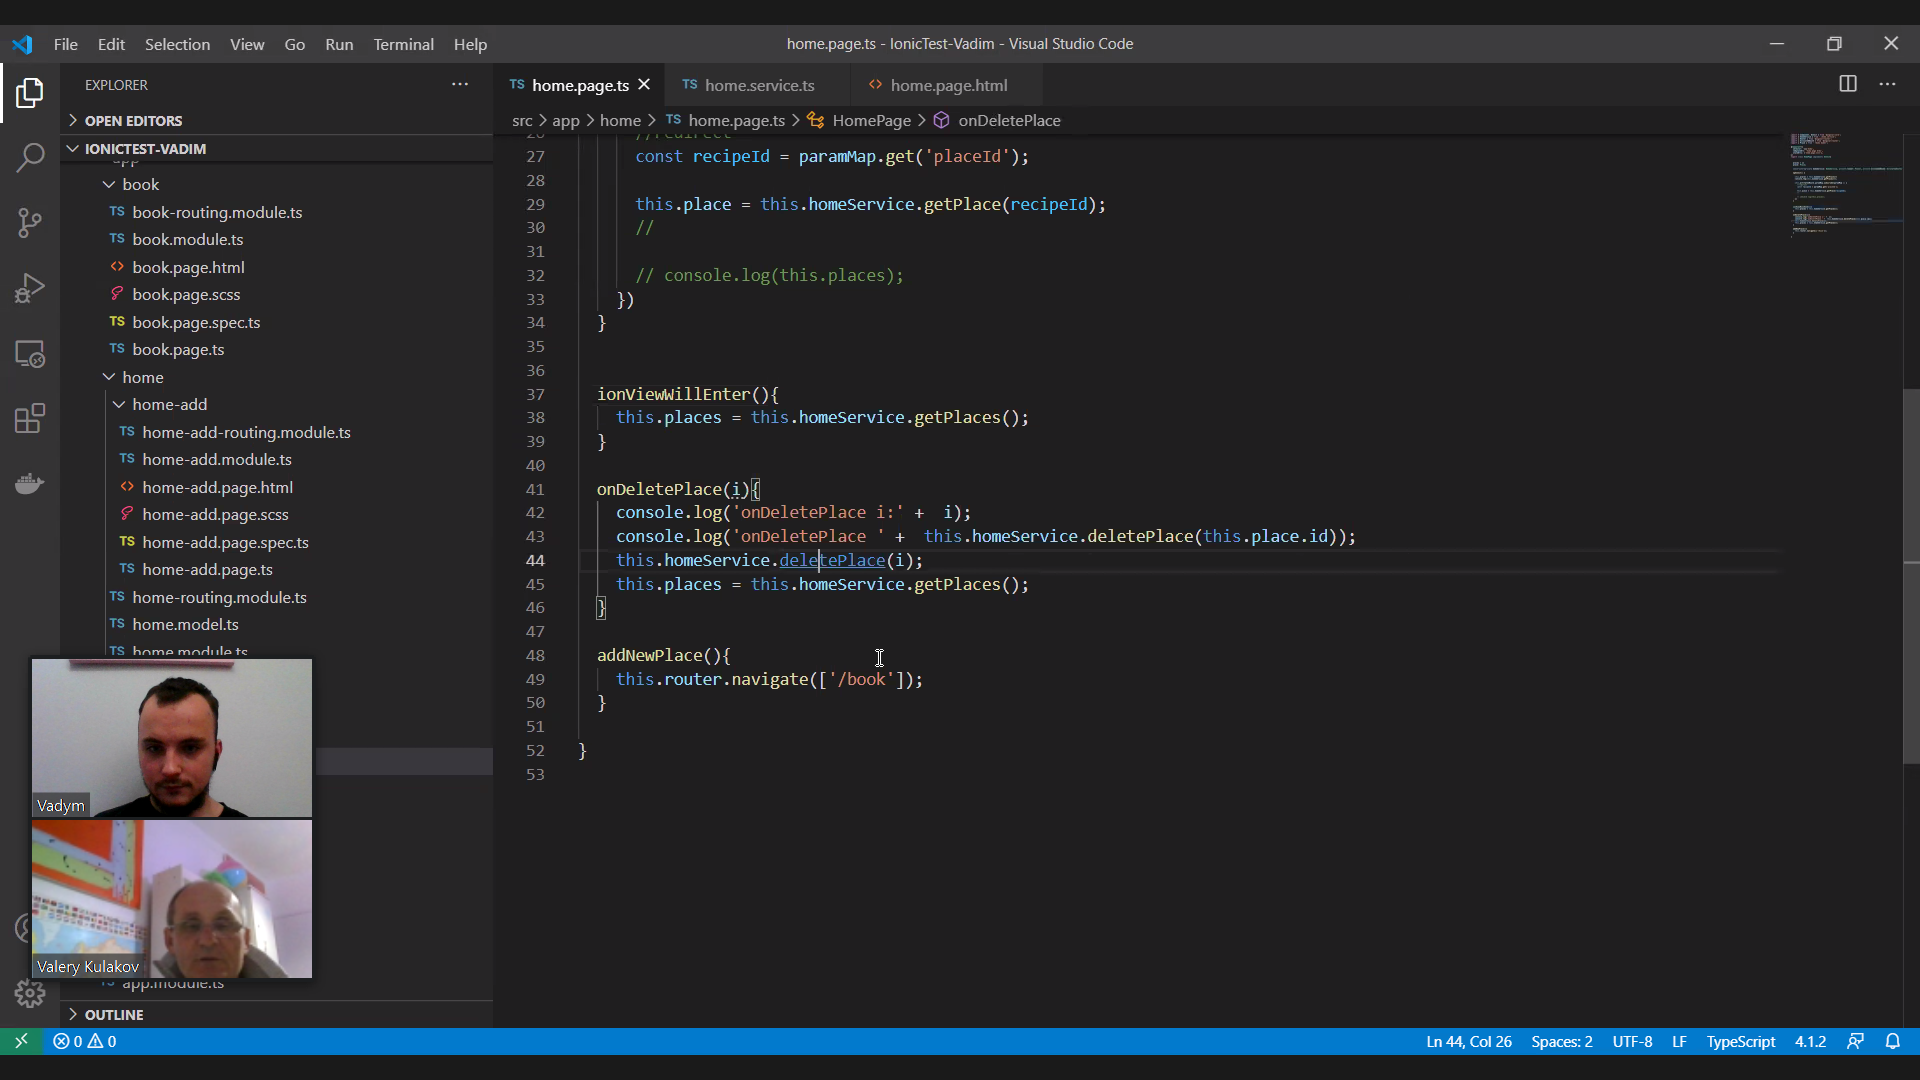 File Edit Selection View Go Run Terminal Help
home.page.ts - IonicTest-Vadim - Visual Studio Code
EXPLORER
OPEN EDITORS
IONICTEST-VADIM
app
book
TS book-routing.module.ts
TS book.module.ts
<> book.page.html
book.page.scss
TS book.page.spec.ts
TS book.page.ts
home
home-add
TS home-add-routing.module.ts
TS home-add.module.ts
<> home-add.page.html
home-add.page.scss
TS home-add.page.spec.ts
TS home-add.page.ts
TS home-routing.module.ts
TS home.model.ts
TS home.module.ts
Vadym
Valery Kulakov
app.module.ts
OUTLINE
TS home.page.ts
TS home.service.ts
<> home.page.html
src > app > home > TS home.page.ts > HomePage > onDeletePlace
26 //redirect
27 const recipeId = paramMap.get('placeId');
28
29 this.place = this.homeService.getPlace(recipeId);
30 //
31
32 // console.log(this.places);
33 })
34 }
35
36
37 ionViewWillEnter(){
38 this.places = this.homeService.getPlaces();
39 }
40
41 onDeletePlace(i){
42 console.log('onDeletePlace i:' +  i);
43 console.log('onDeletePlace ' +  this.homeService.deletePlace(this.place.id));
44 this.homeService.deletePlace(i);
45 this.places = this.homeService.getPlaces();
46 }
47
48 addNewPlace(){
49 this.router.navigate(['/book']);
50 }
51
52 }
53
0 0
Ln 44, Col 26 Spaces: 2 UTF-8 LF TypeScript 4.1.2